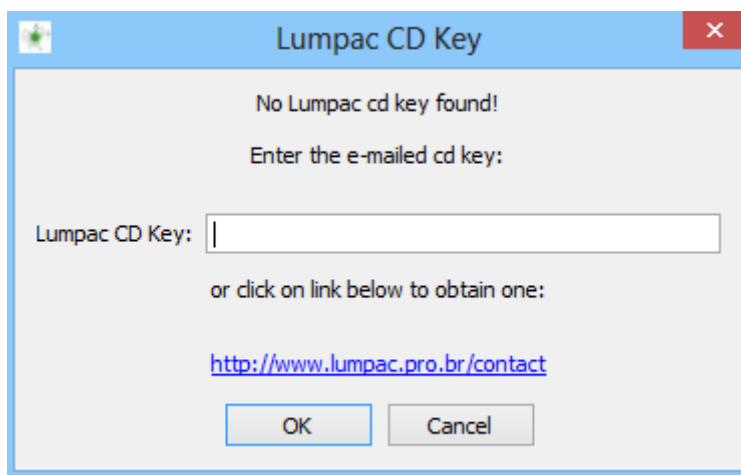 Lumpac CD Key
No Lumpac cd key found!
Enter the e-mailed cd key:
Lumpac CD Key:
or click on link below to obtain one:
http://www.lumpac.pro.br/contact
OK Cancel